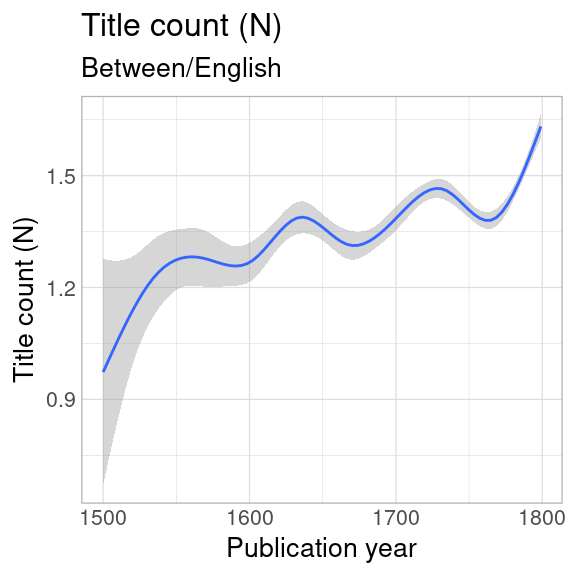 Title count (N)
Between/English
Title count (N)
1.5
1.2
0.9
1500 1600 1700 1800
Publication year